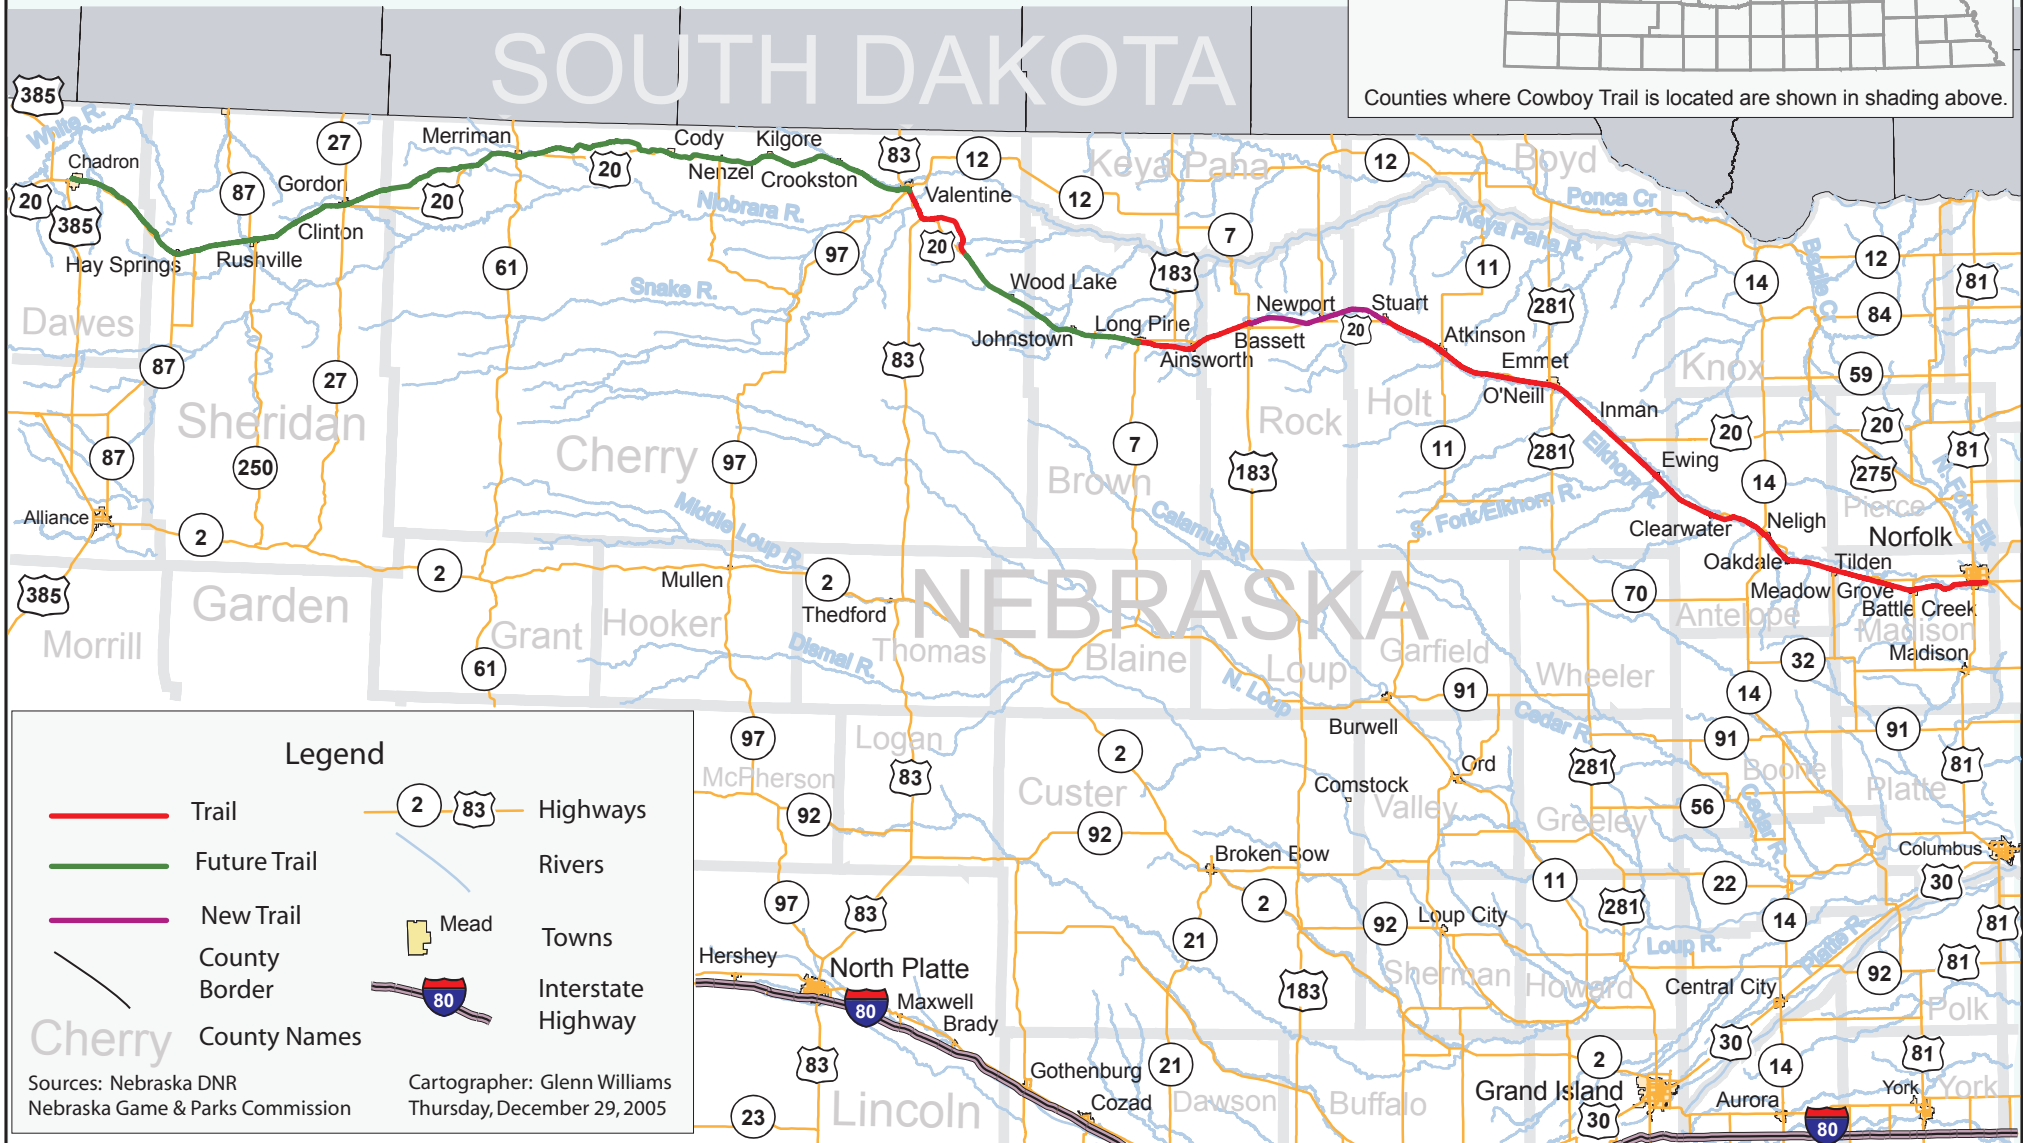 SOUTH DAKOTA
Counties where Cowboy Trail is located are shown in shading above.
385
White R.
Chadron
20
385
Hay Springs
87
Rushville
27
Gordon
Clinton
20
Merriman
20
61
Cody
Nenzel
Kilgore
Crookston
Niobrara R.
Snake R.
83
Valentine
12
20
97
12
Keya Paha
12
Boyd
Ponca Cr
Keya Paha R.
7
183
11
281
14
Bazile Cr.
12
81
84
59
Wood Lake
Johnstown
Long Pine
Ainsworth
Newport
Bassett
20
Stuart
Atkinson
Emmet
O'Neill
Inman
Ewing
Clearwater
Neligh
Oakdale
Tilden
Meadow Grove
Battle Creek
Norfolk
Dawes
87
27
Sheridan
87
250
Alliance
2
385
Morrill
Garden
2
61
Grant
Cherry
97
83
Middle Loup R.
Mullen
Hooker
2
Thedford
Thomas
Dismal R.
NEBRASKA
Brown
7
183
Rock
Holt
11
281
Calamus R.
S. Fork/Elkhorn R.
Elkhorn R.
Knox
20
20
81
275
14
Pierce
N. Fork Elk
70
Antelope
Madison
Madison
32
14
91
91
81
Blaine
Loup
N. Loup
Garfield
91
Wheeler
Cedar R.
Burwell
Ord
Comstock
Valley
281
Greeley
56
Boone
Cedar R.
Platte
Columbus
30
81
97
McPherson
92
Logan
83
Custer
2
92
Broken Bow
2
21
183
92
Loup City
Sherman
11
281
22
14
Loup R.
Howard
Platte R.
92
81
Polk
Central City
97
83
Hershey
North Platte
80
Maxwell
Brady
83
23
Lincoln
Gothenburg
Cozad
21
Dawson
Buffalo
2
Grand Island
30
30
14
Aurora
81
York
York
80
Legend
Trail
Future Trail
New Trail
County
Border
Cherry
County Names
2
83
Highways
Rivers
Mead
Towns
80
Interstate
Highway
Sources: Nebraska DNR
Nebraska Game & Parks Commission
Cartographer: Glenn Williams
Thursday, December 29, 2005